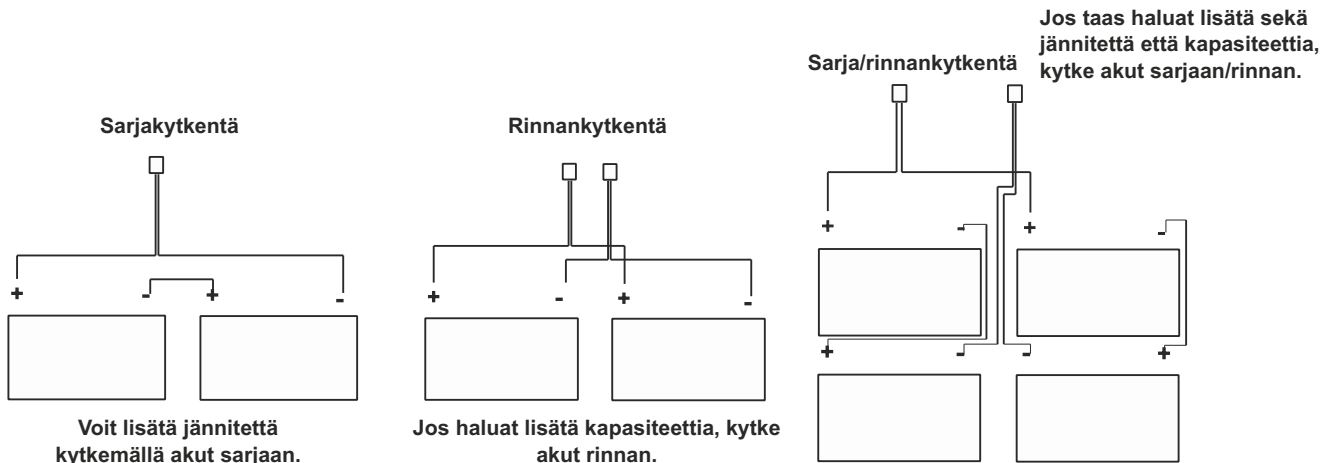 Sarjakytkentä
+ - + -
Voit lisätä jännitettä
kytkemällä akut sarjaan.
Rinnankytkentä
+ - + -
Jos haluat lisätä kapasiteettia, kytke
akut rinnan.
Sarja/rinnankytkentä
Jos taas haluat lisätä sekä
jännitettä että kapasiteettia,
kytke akut sarjaan/rinnan.
+ - + -
+ - - +